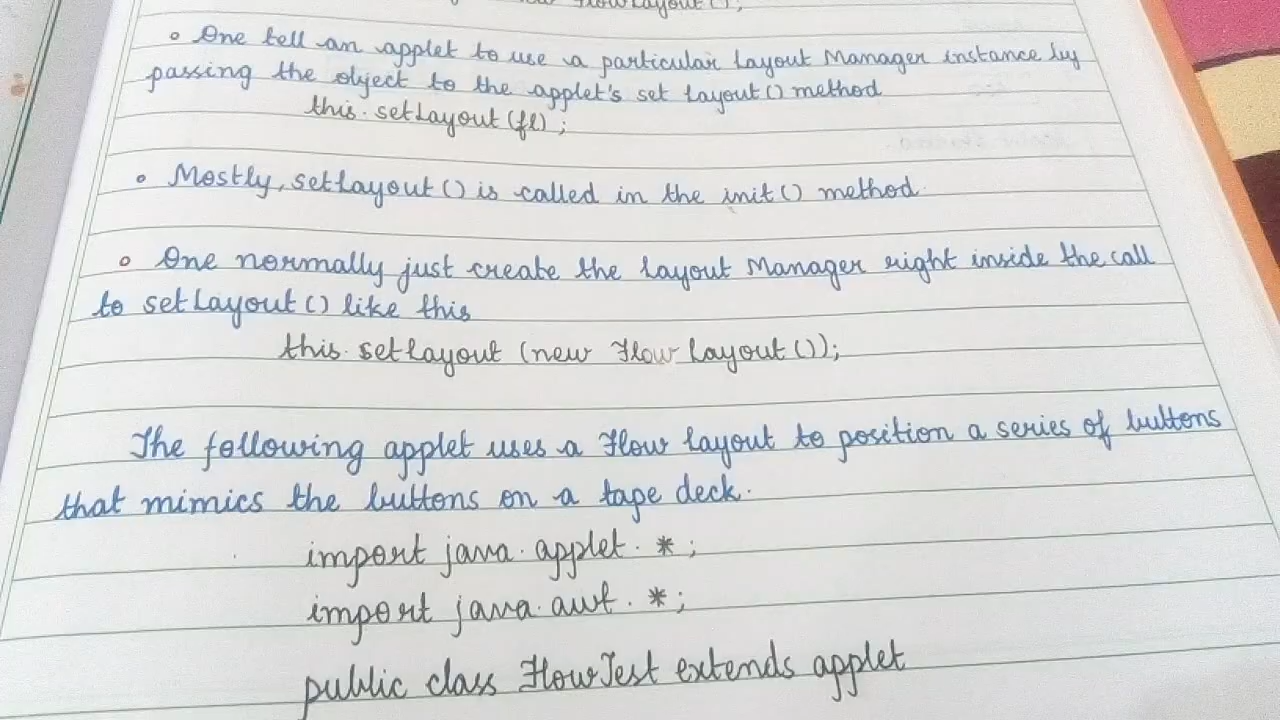 FlowLayout();
• One tell an applet to use a particular Layout Manager instance by
passing the object to the applet's set Layout() method
this.setLayout(fl);
• Mostly, setLayout() is called in the init() method
• One normally just create the Layout Manager right inside the call
to setLayout() like this
this.setLayout (new Flow Layout());
The following applet uses a Flow Layout to position a series of buttons
that mimics the buttons on a tape deck.
import java.applet.*;
import java.awt.*;
public class FlowTest extends applet